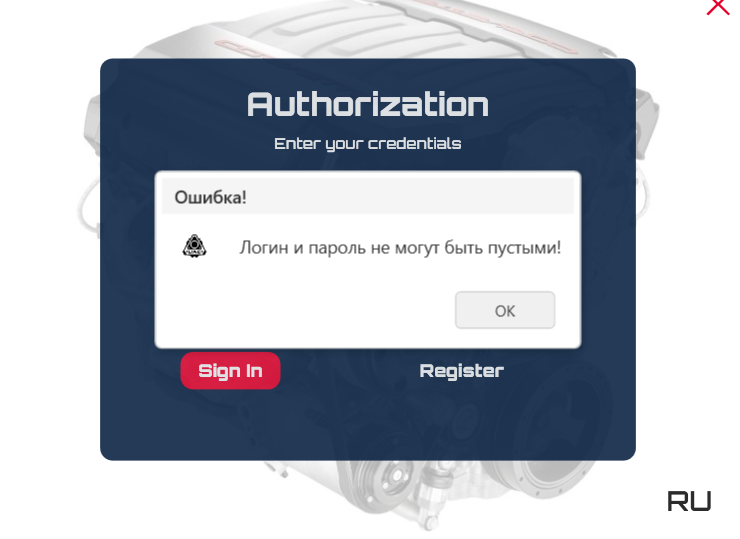 Authorization
Enter your credentials
Ошибка!
Логин и пароль не могут быть пустыми!
OK
Sign In
Register
RU